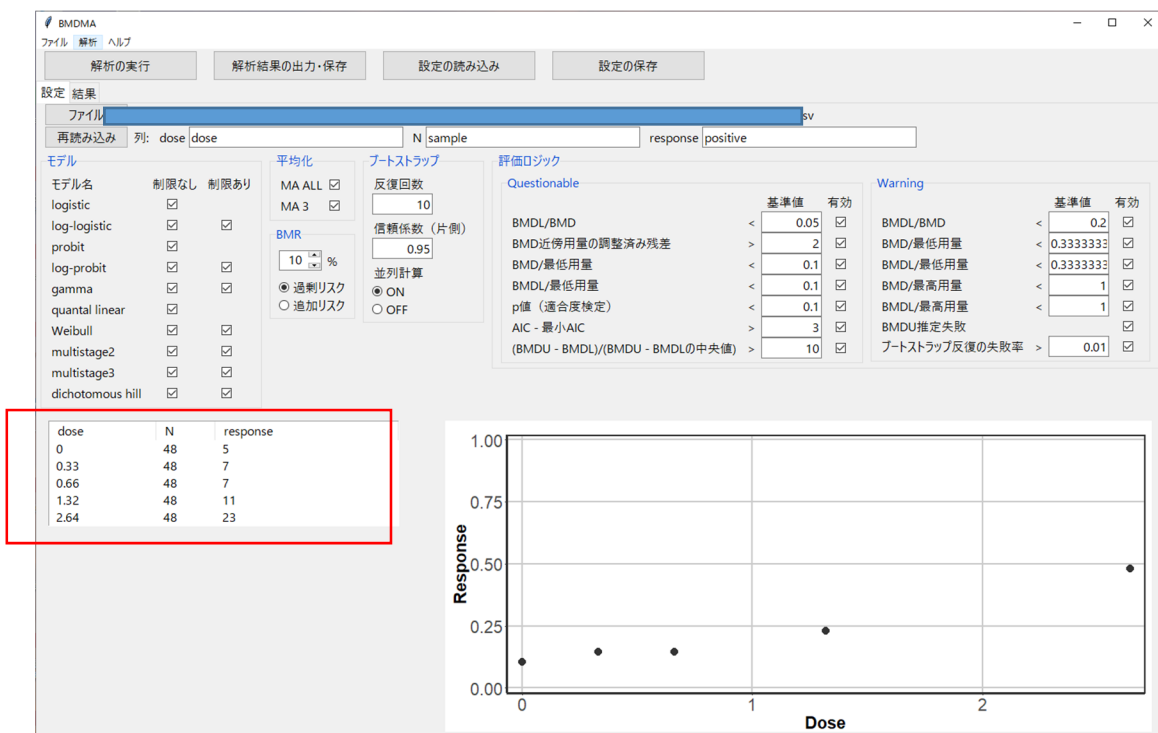 BMDMA
ファイル 解析 ヘルプ
解析の実行 解析結果の出力・保存 設定の読み込み 設定の保存
設定 結果
ファイル sv
再読み込み 列: dose dose N sample response positive
モデル
モデル名 制限なし 制限あり
logistic
log-logistic
probit
log-probit
gamma
quantal linear
Weibull
multistage2
multistage3
dichotomous hill
平均化
MA ALL
MA 3
BMR
10 %
過剰リスク
追加リスク
ブートストラップ
反復回数
10
信頼係数（片側）
0.95
並列計算
ON
OFF
評価ロジック
Questionable
基準値 有効
BMDL/BMD < 0.05
BMD近傍用量の調整済み残差 > 2
BMD/最低用量 < 0.1
BMDL/最低用量 < 0.1
p値（適合度検定） < 0.1
AIC - 最小AIC > 3
(BMDU - BMDL)/(BMDU - BMDLの中央値) > 10
Warning
基準値 有効
BMDL/BMD < 0.2
BMD/最低用量 < 0.3333333
BMDL/最低用量 < 0.3333333
BMD/最高用量 < 1
BMDL/最高用量 < 1
BMDU推定失敗
ブートストラップ反復の失敗率 > 0.01
dose N response
0 48 5
0.33 48 7
0.66 48 7
1.32 48 11
2.64 48 23
1.00
0.75
0.50
0.25
0.00
Response
0 1 2
Dose